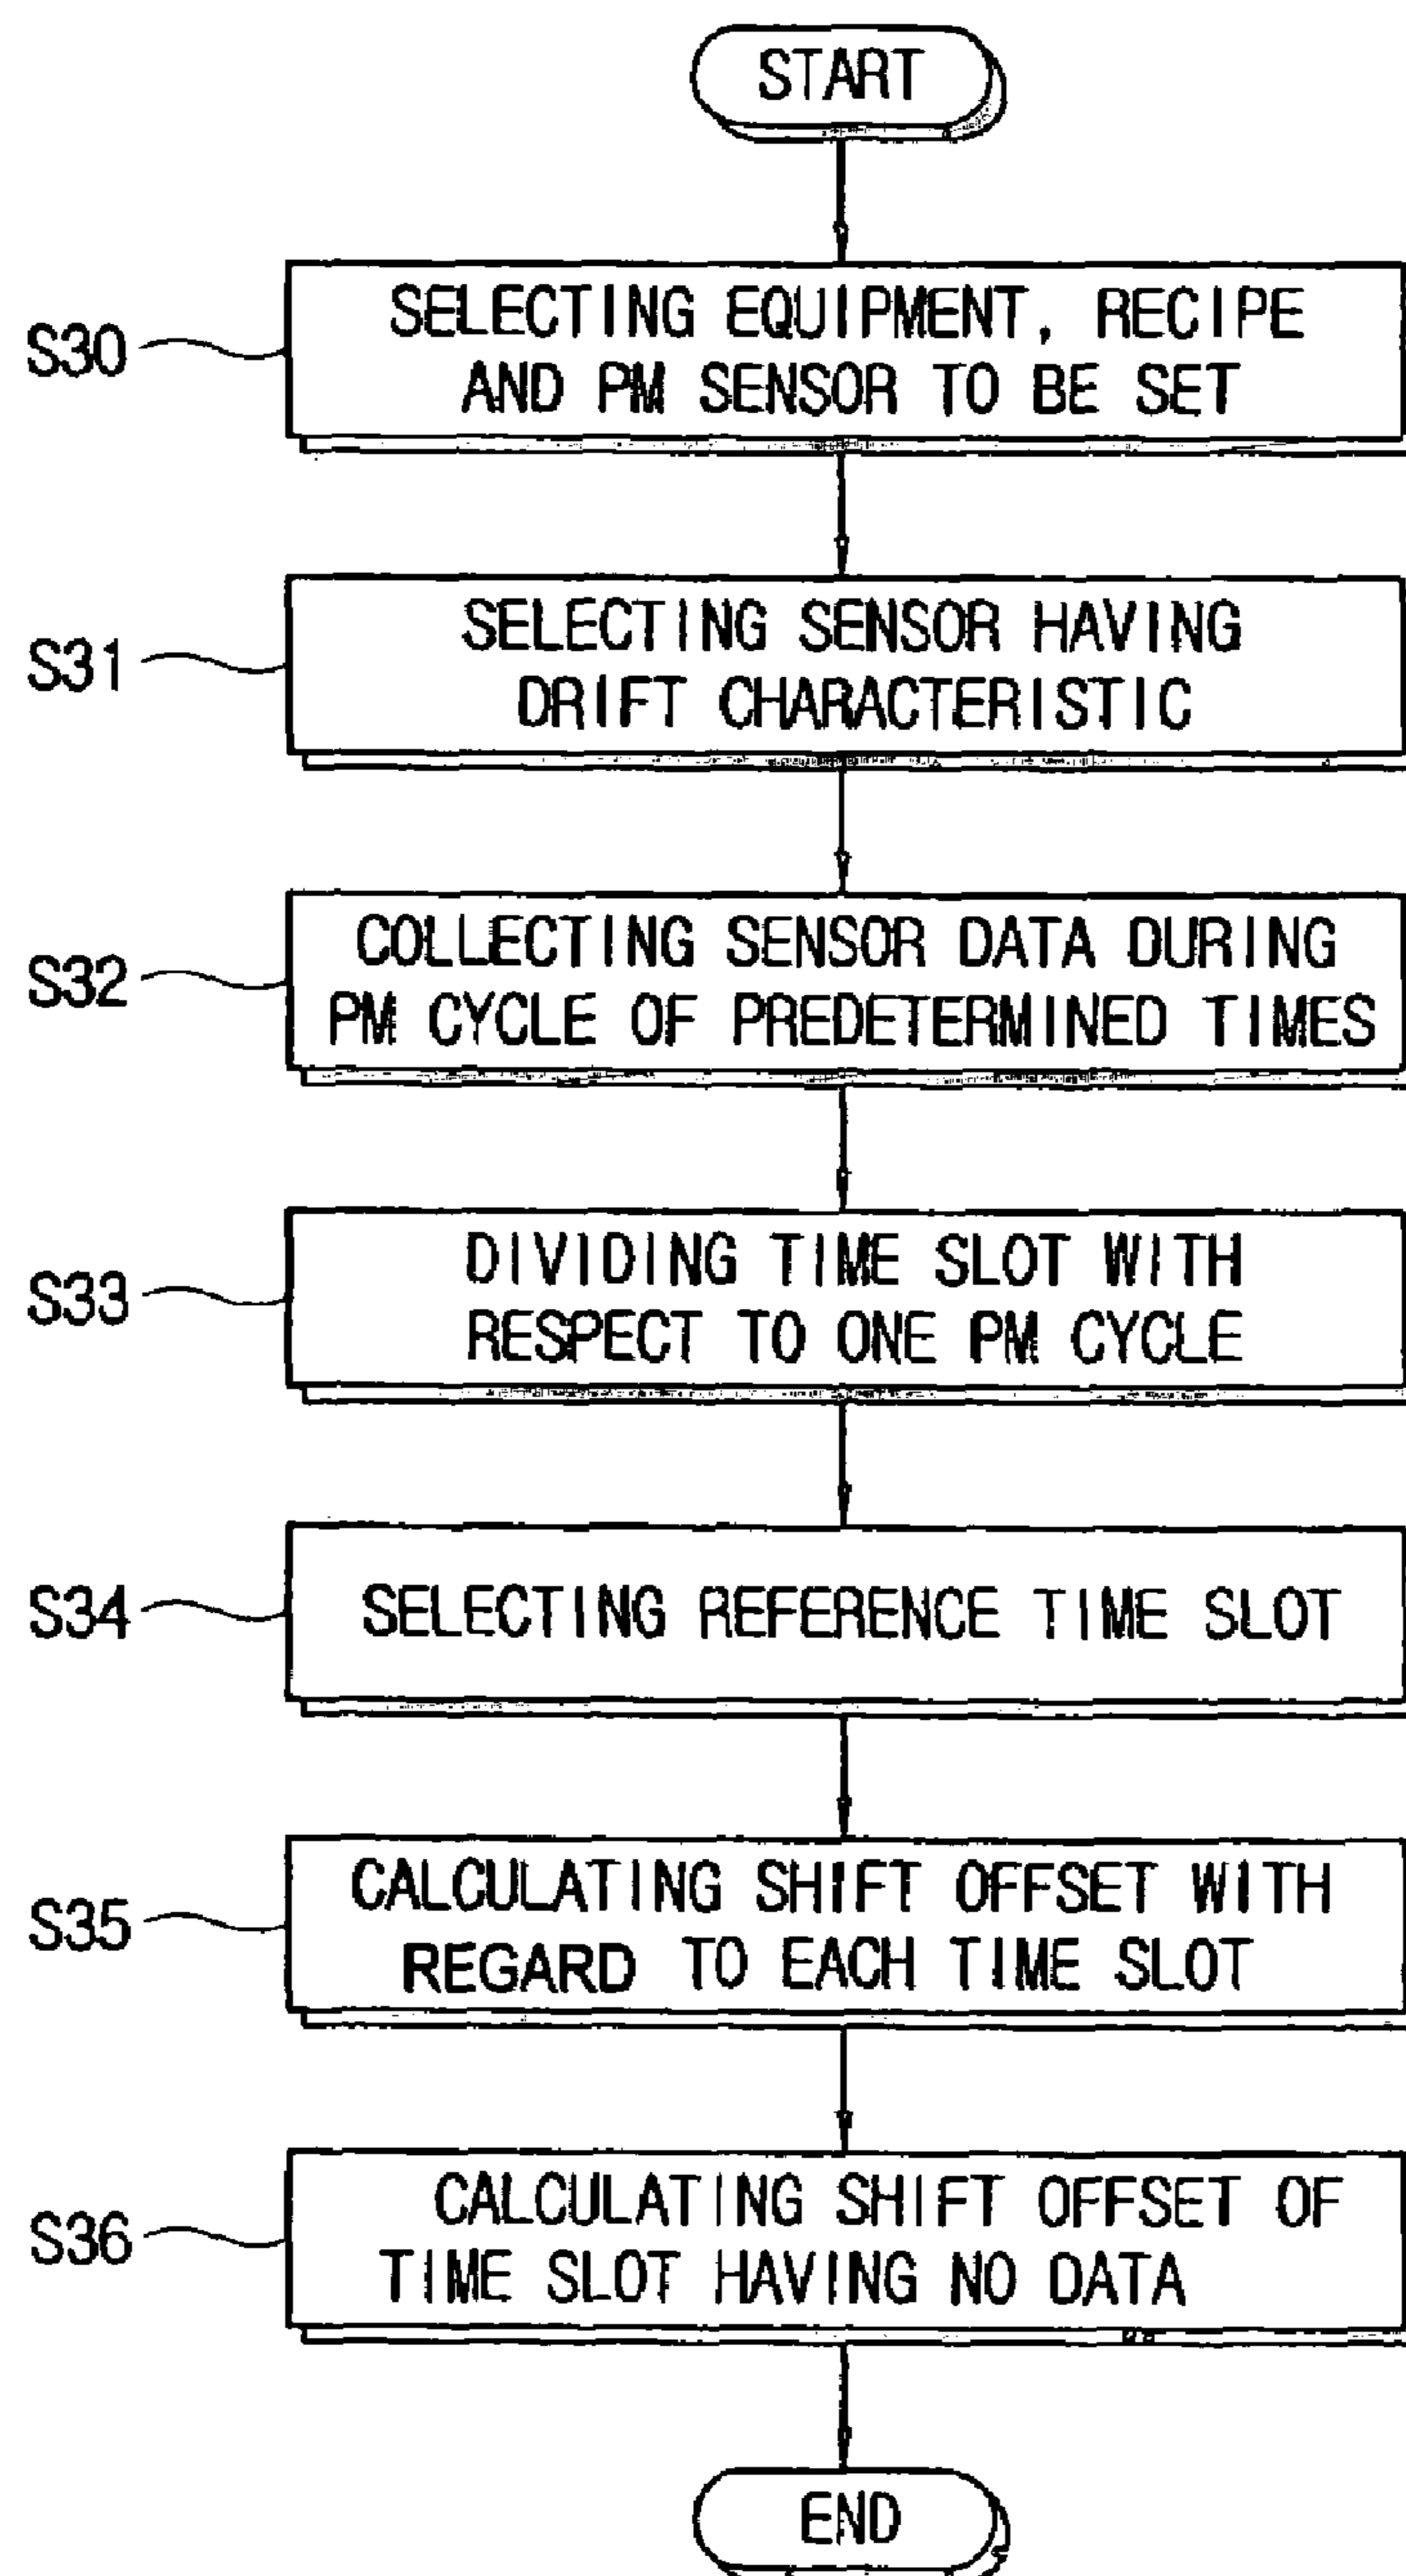 START
S30
SELECTING EQUIPMENT, RECIPE
AND PM SENSOR TO BE SET
S31
SELECTING SENSOR HAVING
DRIFT CHARACTERISTIC
S32
COLLECTING SENSOR DATA DURING
PM CYCLE OF PREDETERMINED TIMES
S33
DIVIDING TIME SLOT WITH
RESPECT TO ONE PM CYCLE
S34
SELECTING REFERENCE TIME SLOT
S35
CALCULATING SHIFT OFFSET WITH
REGARD TO EACH TIME SLOT
S36
CALCULATING SHIFT OFFSET OF
TIME SLOT HAVING NO DATA
END